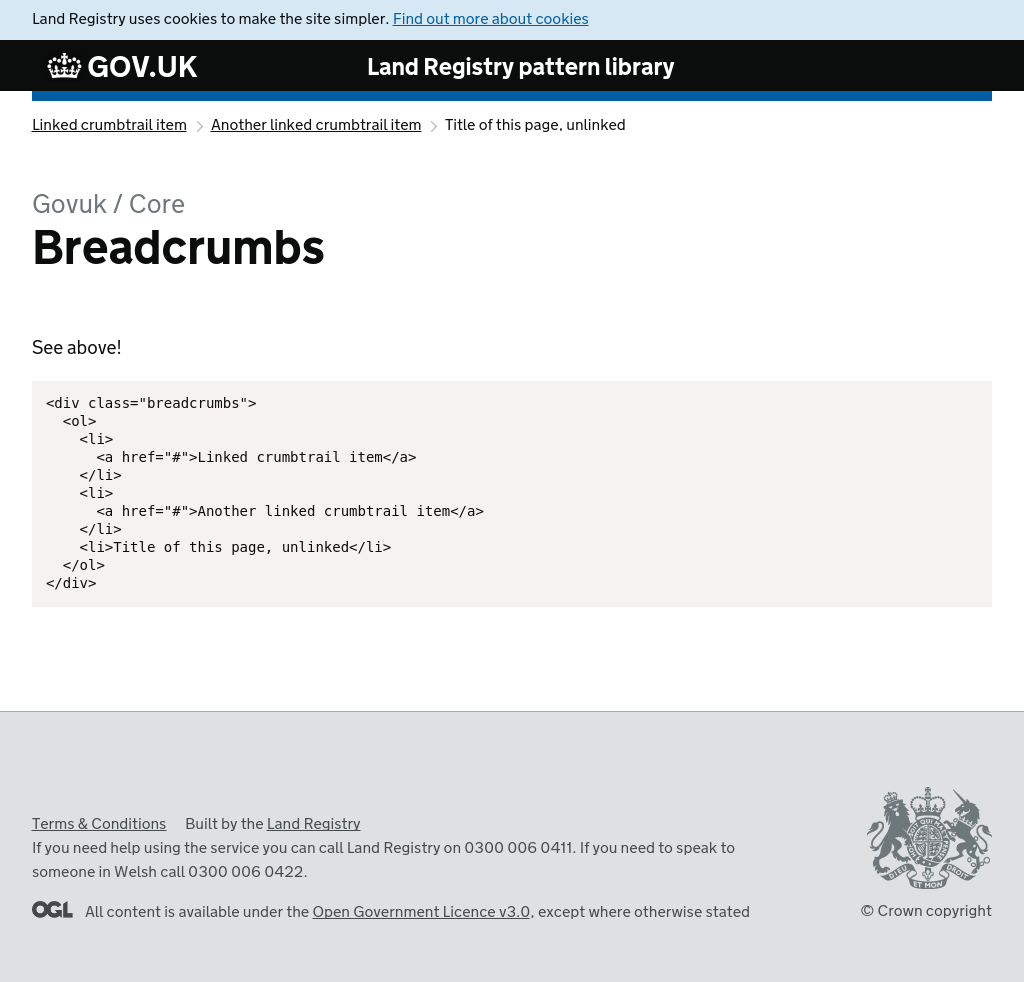 Land Registry uses cookies to make the site simpler. Find out more about cookies
GOV.UK
Land Registry pattern library
Linked crumbtrail item
Another linked crumbtrail item
Title of this page, unlinked
Govuk / Core
Breadcrumbs
See above!
<div class="breadcrumbs">
  <ol>
    <li>
      <a href="#">Linked crumbtrail item</a>
    </li>
    <li>
      <a href="#">Another linked crumbtrail item</a>
    </li>
    <li>Title of this page, unlinked</li>
  </ol>
</div>
Terms & Conditions Built by the Land Registry
If you need help using the service you can call Land Registry on 0300 006 0411. If you need to speak to
someone in Welsh call 0300 006 0422.
OGL
All content is available under the Open Government Licence v3.0, except where otherwise stated
DIEU ET MON DROIT
© Crown copyright